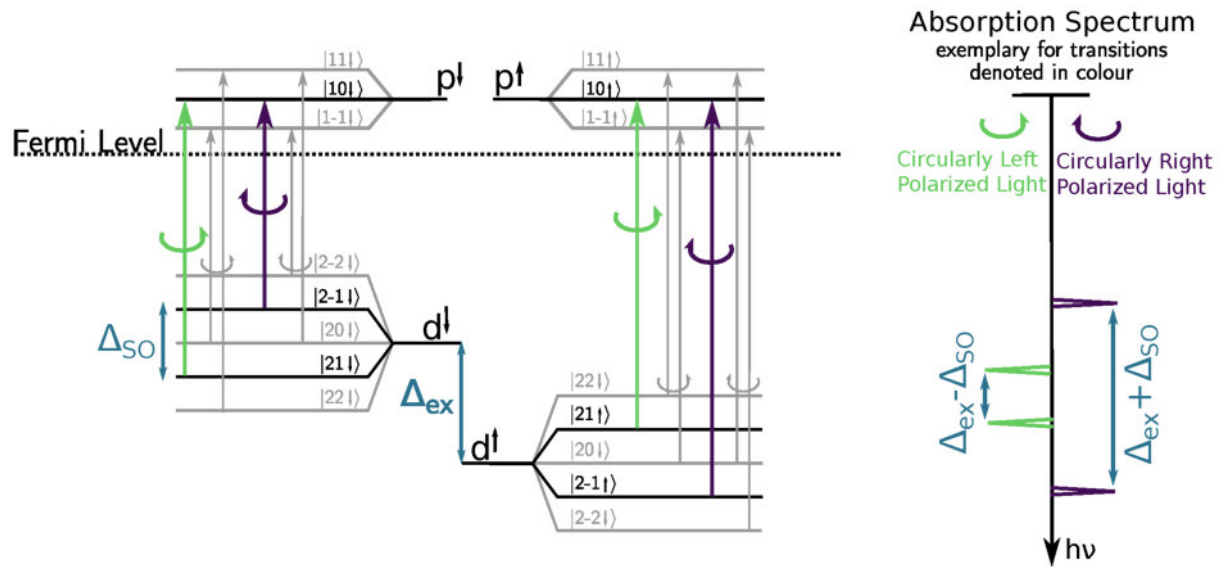 |11↓⟩
|10↓⟩
|1-1↓⟩
p↓
p↑
|11↑⟩
|10↑⟩
|1-1↑⟩
Fermi Level
|2-2↓⟩
|2-1↓⟩
|20↓⟩
|21↓⟩
|22↓⟩
ΔSO
d↓
Δex
d↑
|22↓⟩
|21↑⟩
|20↓⟩
|2-1↑⟩
|2-2↓⟩
Absorption Spectrum
exemplary for transitions
denoted in colour
Circularly Left
Polarized Light
Circularly Right
Polarized Light
Δex-ΔSO
Δex+ΔSO
hν